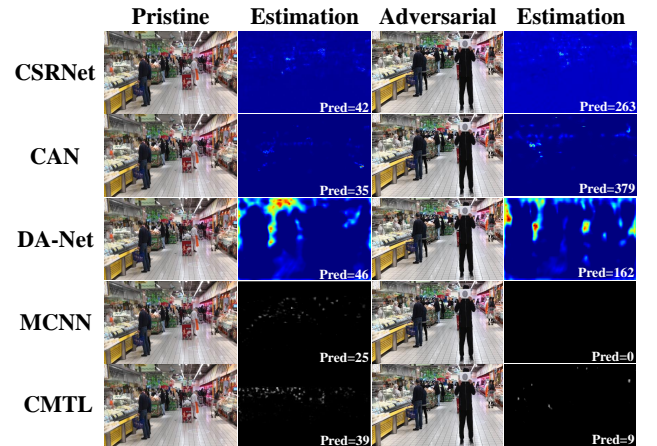 Pristine Estimation Adversarial Estimation
CSRNet Pred=42 Pred=263
CAN Pred=35 Pred=379
DA-Net Pred=46 Pred=162
MCNN Pred=25 Pred=0
CMTL Pred=39 Pred=9